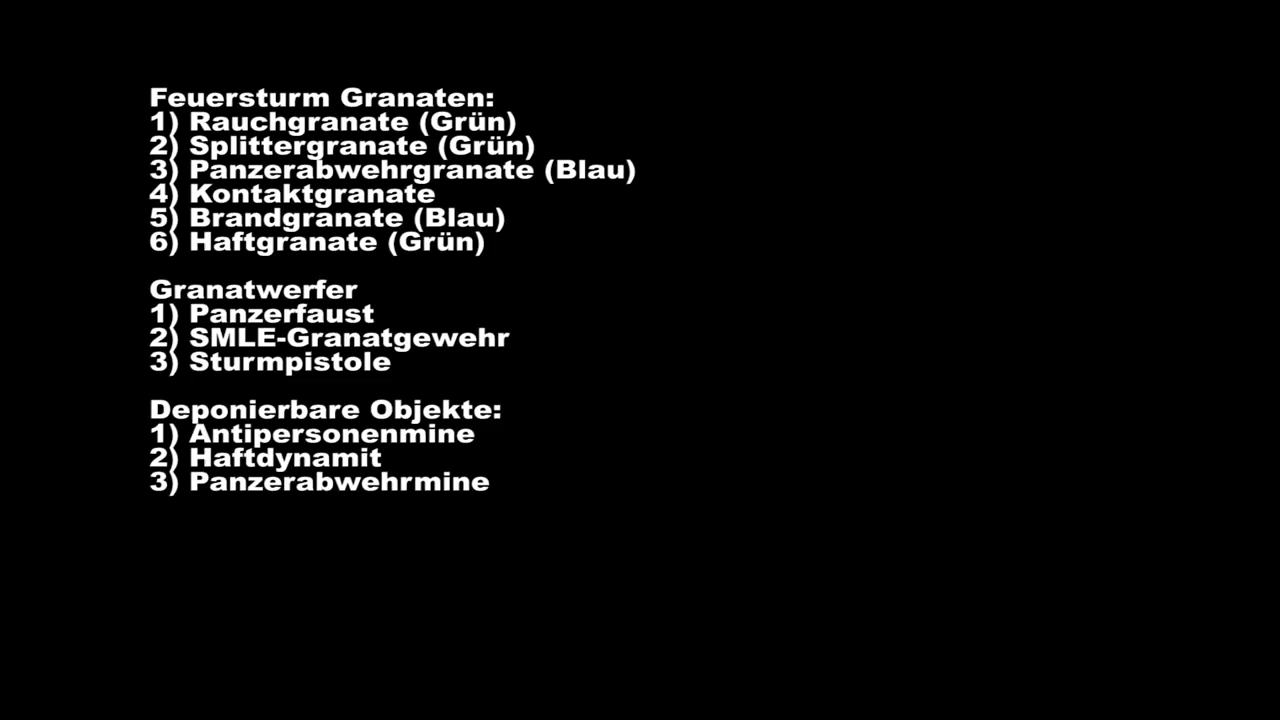 Feuersturm Granaten:
1) Rauchgranate (Grün)
2) Splittergranate (Grün)
3) Panzerabwehrgranate (Blau)
4) Kontaktgranate
5) Brandgranate (Blau)
6) Haftgranate (Grün)
Granatwerfer
1) Panzerfaust
2) SMLE-Granatgewehr
3) Sturmpistole
Deponierbare Objekte:
1) Antipersonenmine
2) Haftdynamit
3) Panzerabwehrmine